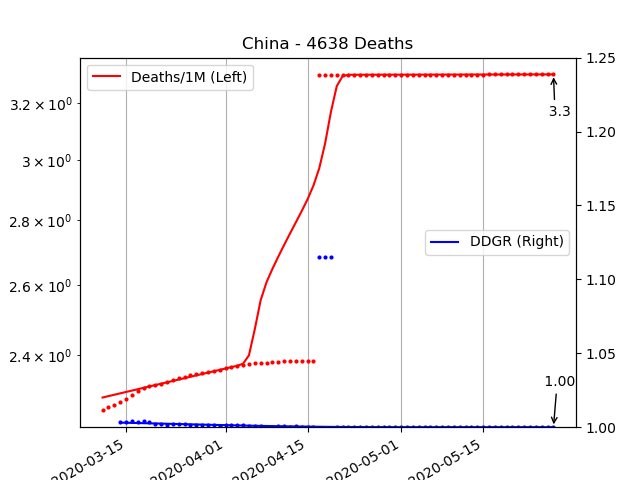 China - 4638 Deaths
Deaths/1M (Left)
DDGR (Right)
3.2 × 10⁰
3 × 10⁰
2.8 × 10⁰
2.6 × 10⁰
2.4 × 10⁰
1.25
1.20
1.15
1.10
1.05
1.00
3.3
1.00
2020-03-15
2020-04-01
2020-04-15
2020-05-01
2020-05-15